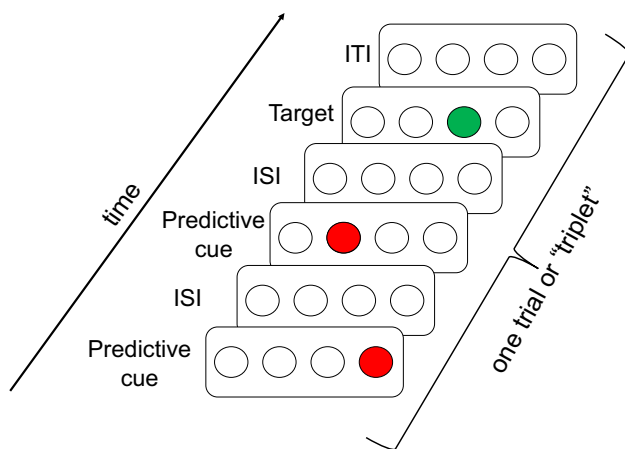 ITI
Target
ISI
Predictive
cue
ISI
Predictive
cue
time
one trial or “triplet”